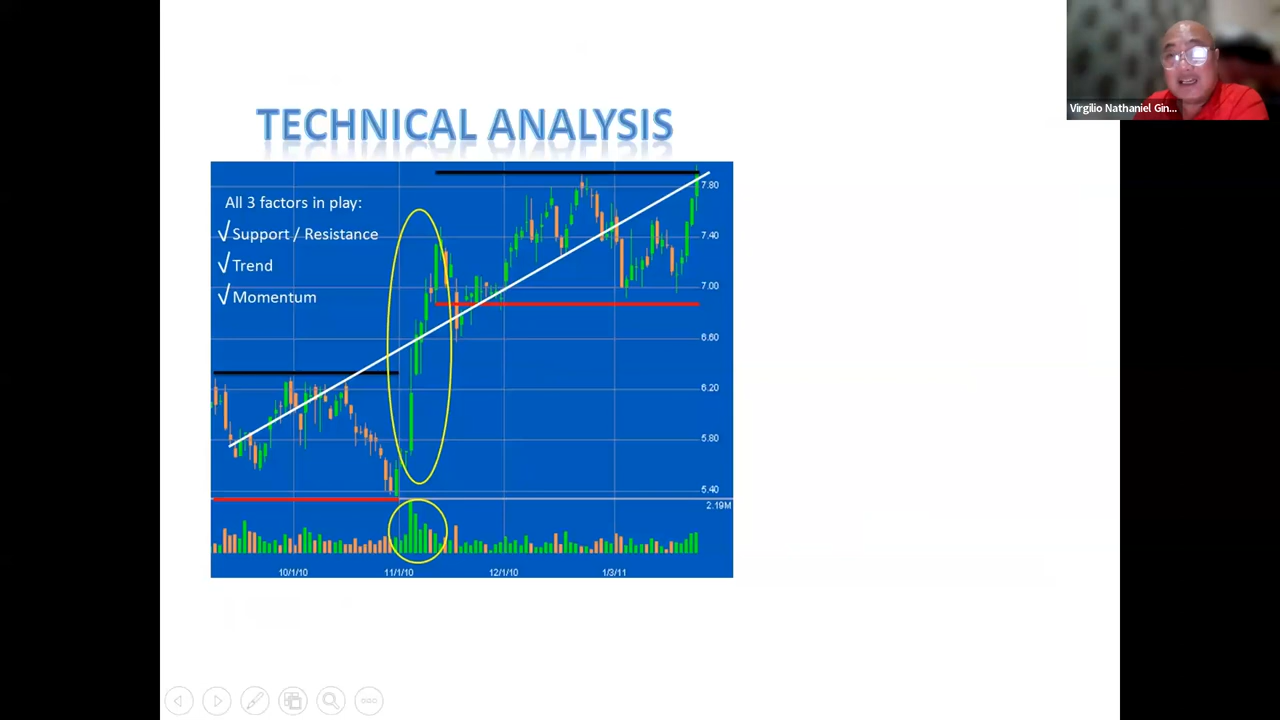 TECHNICAL ANALYSIS
Virgilio Nathaniel Gin...
All 3 factors in play:
√ Support / Resistance
√ Trend
√ Momentum
7.80
7.40
7.00
6.60
6.20
5.80
5.40
2.19M
10/1/10 11/1/10 12/1/10 1/3/11